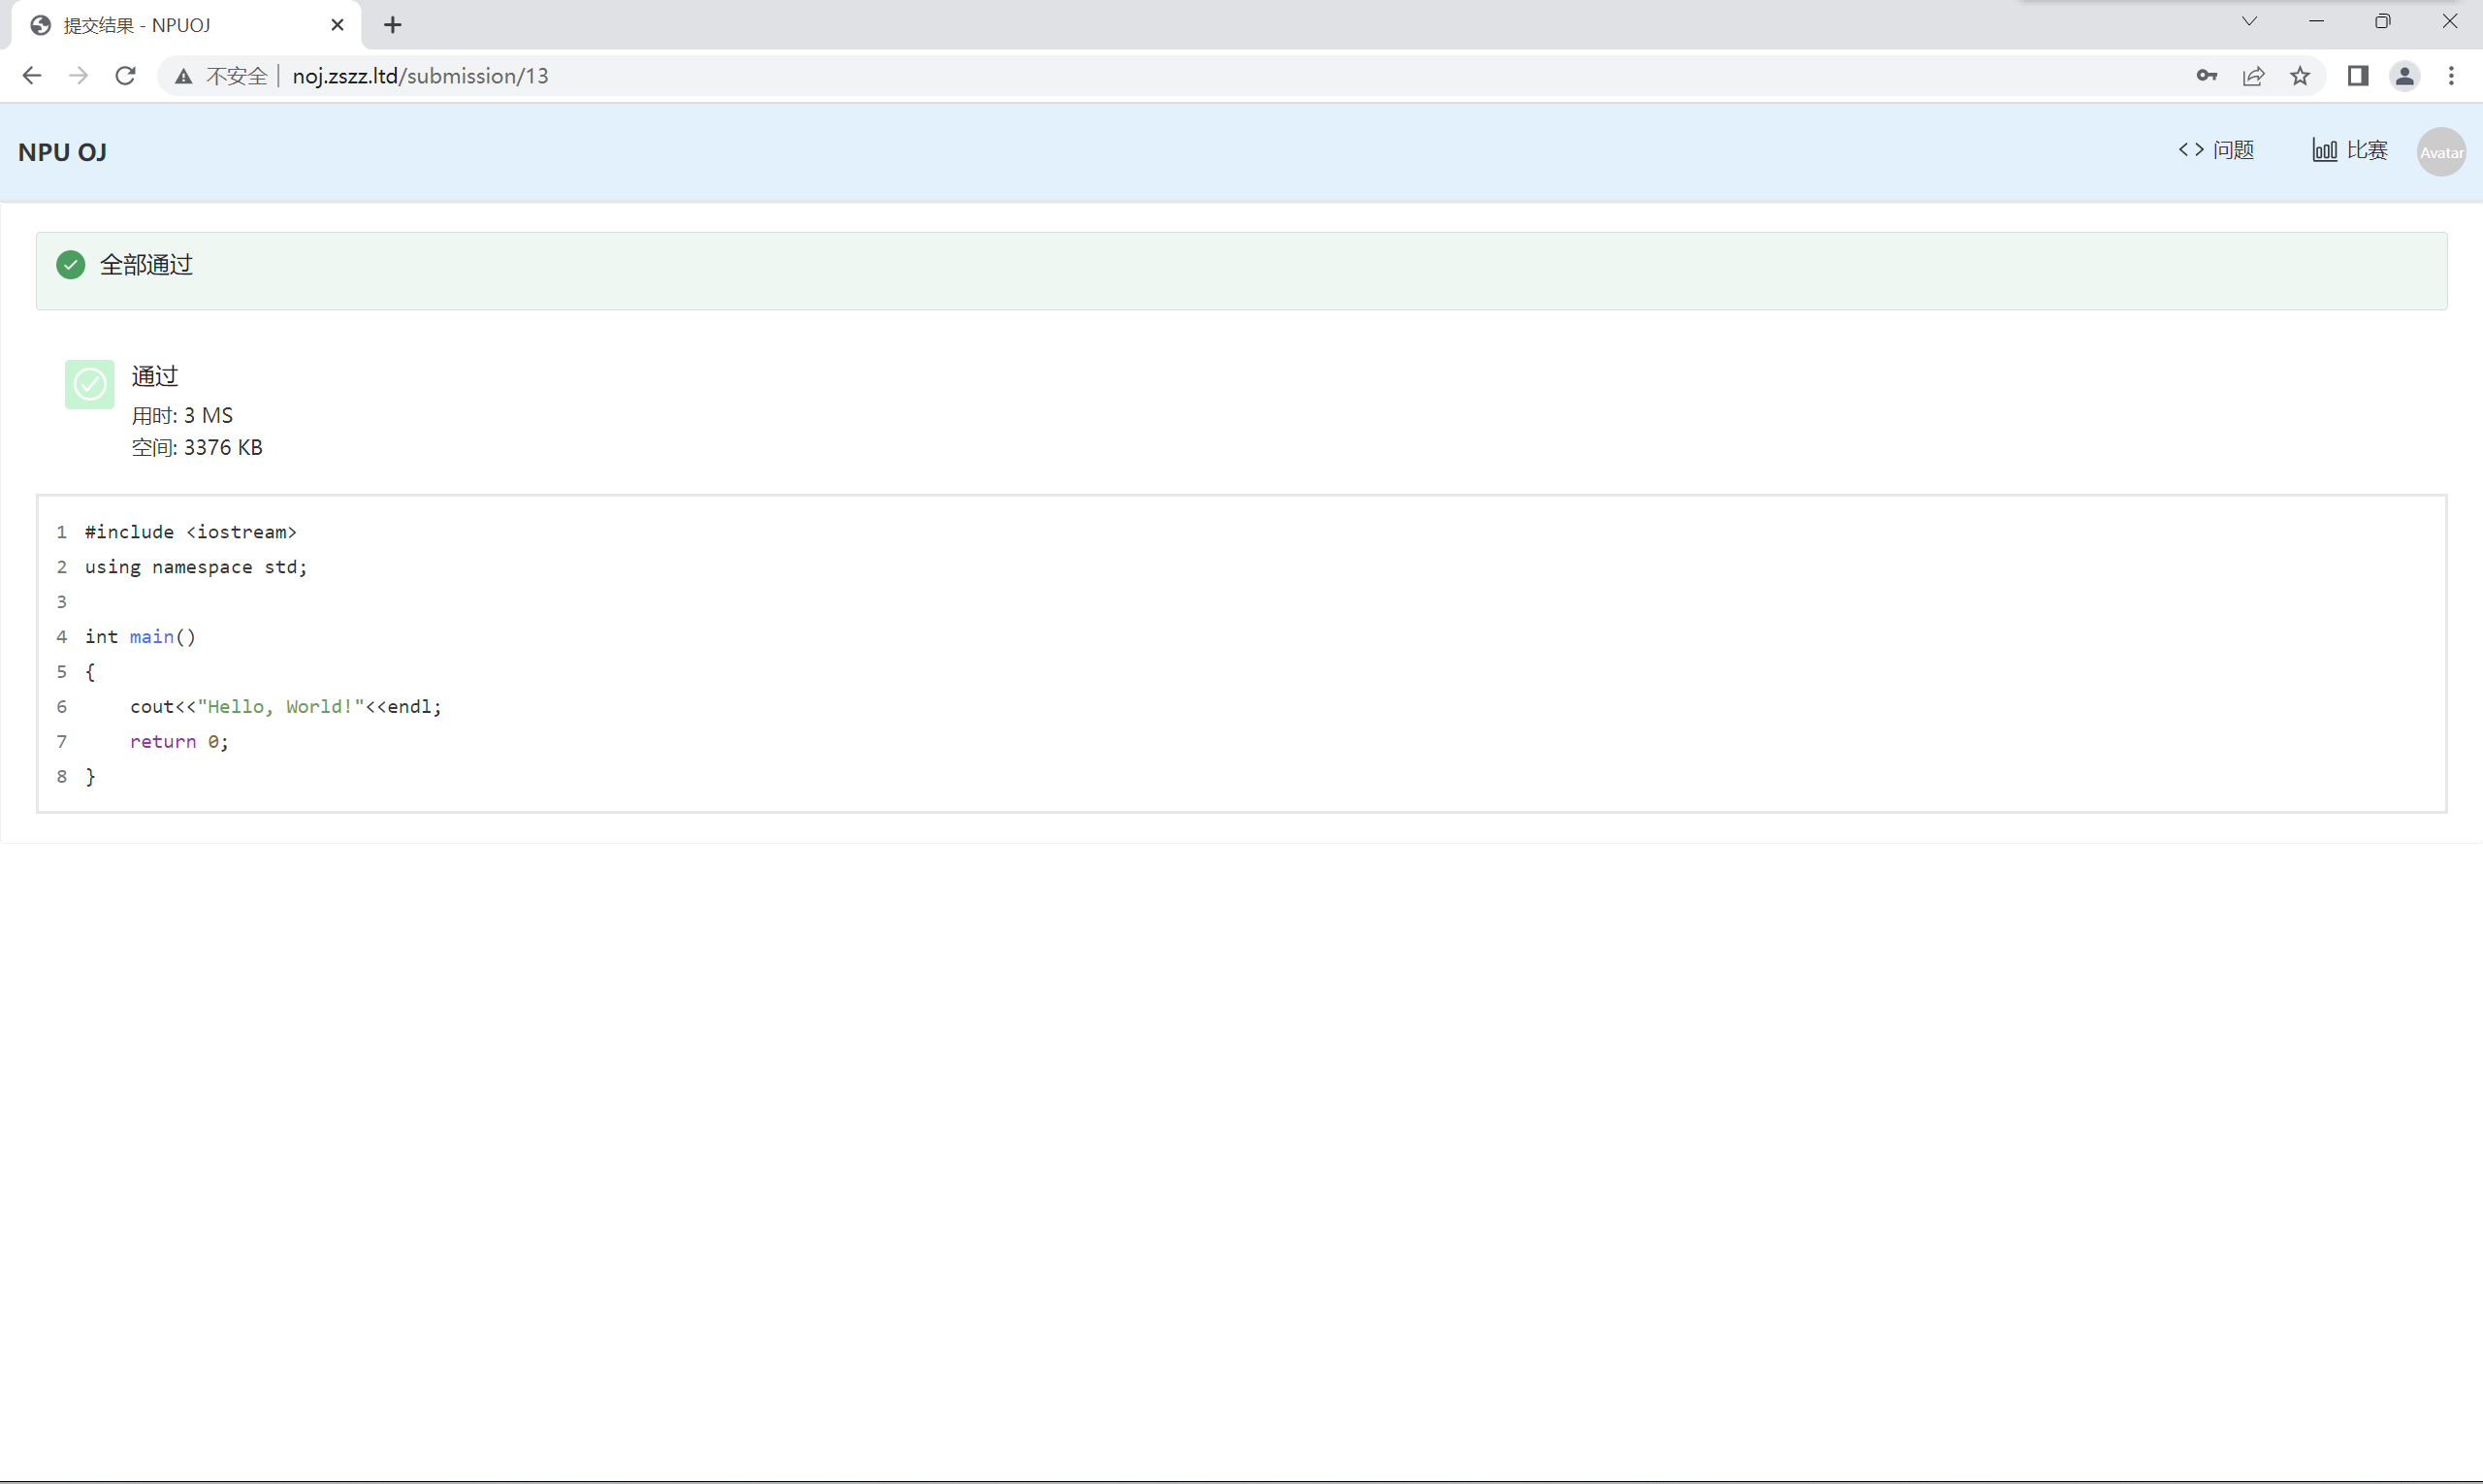 提交结果 - NPUOJ
不安全 noj.zszz.ltd/submission/13
NPU OJ
<> 问题
比赛
Avatar
全部通过
通过
用时: 3 MS
空间: 3376 KB
1 #include <iostream>
2 using namespace std;
3
4 int main()
5 {
6     cout<<"Hello, World!"<<endl;
7     return 0;
8 }